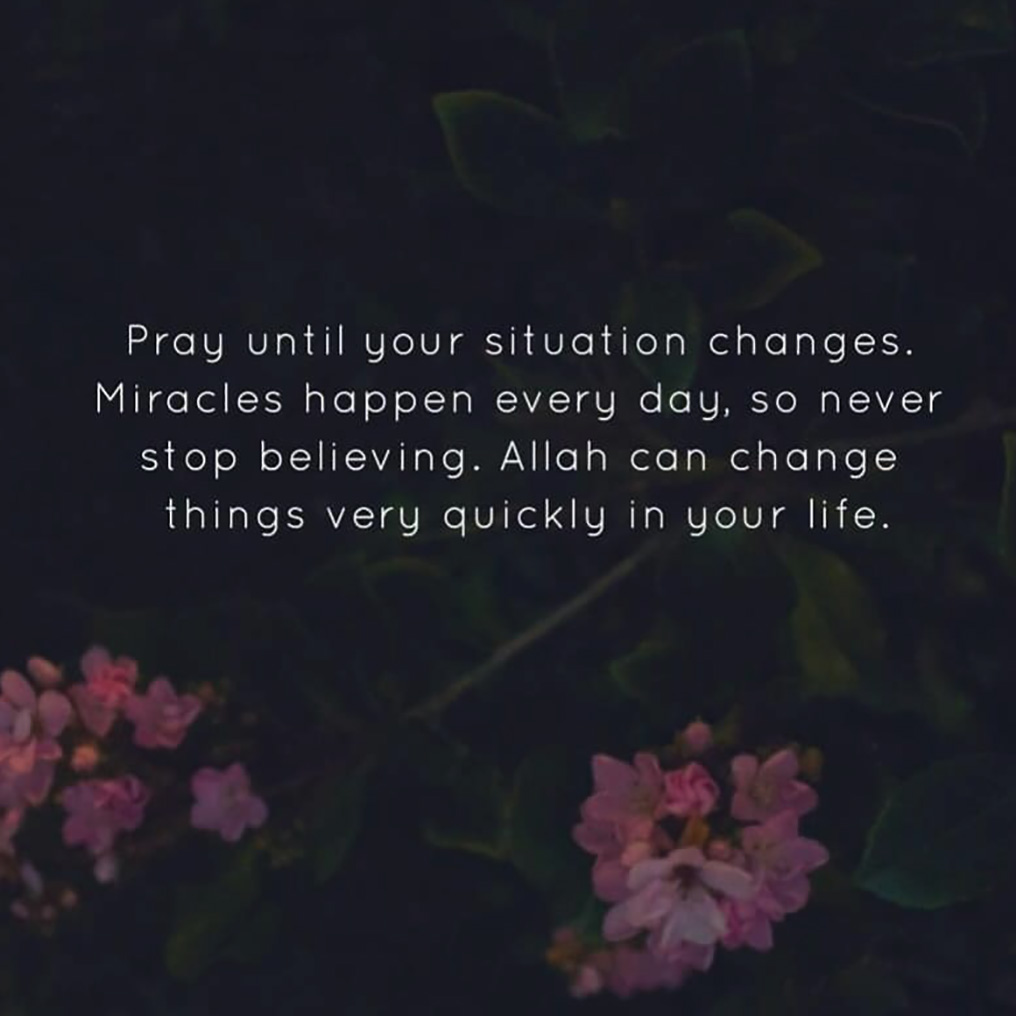 Pray until your situation changes.
Miracles happen every day, so never
stop believing. Allah can change
things very quickly in your life.